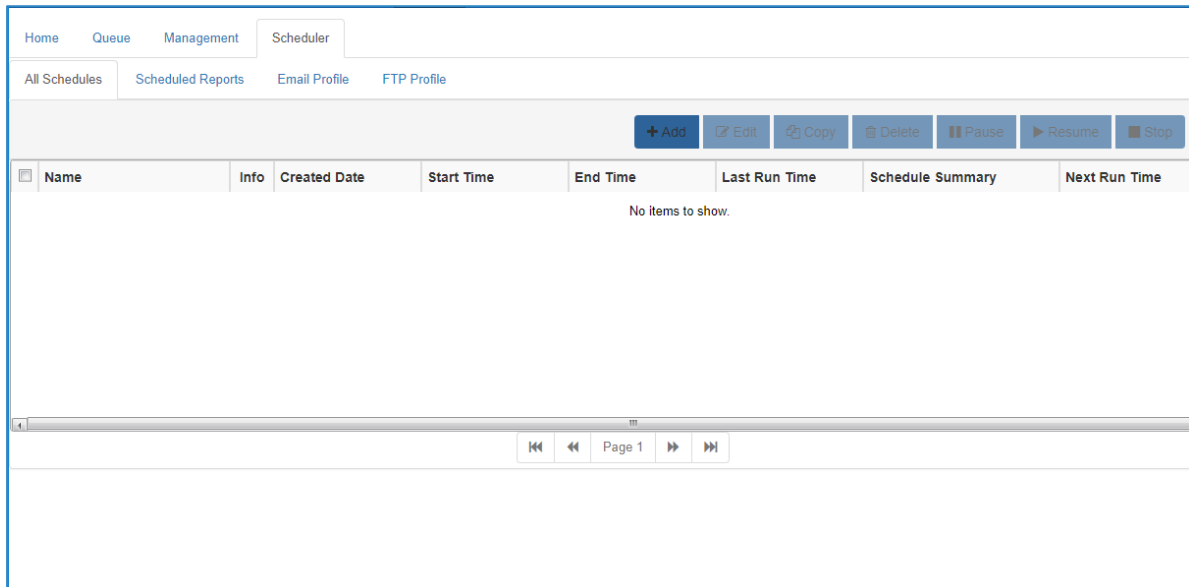 Home Queue Management Scheduler
All Schedules Scheduled Reports Email Profile FTP Profile
Add Edit Copy Delete Pause Resume Stop
Name Info Created Date Start Time End Time Last Run Time Schedule Summary Next Run Time
No items to show.
Page 1